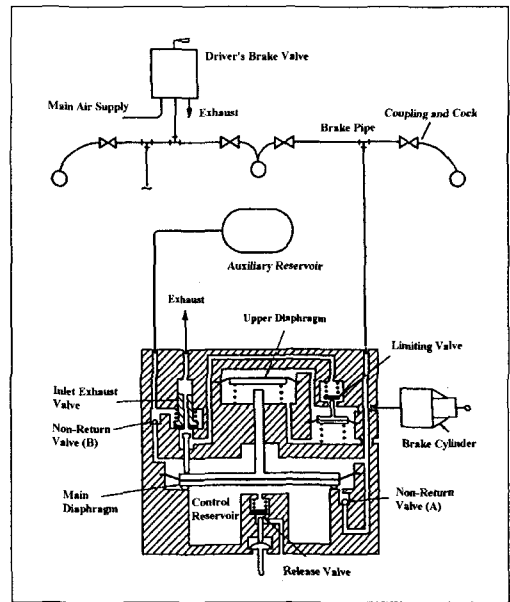 Driver's Brake Valve
Main Air Supply
Exhaust
Coupling and Cock
Brake Pipe
Auxiliary Reservoir
Exhaust
Upper Diaphragm
Limiting Valve
Inlet Exhaust
Valve
Non-Return
Valve (B)
Brake Cylinder
Main
Diaphragm
Control
Reservoir
Non-Return
Valve (A)
Release Valve